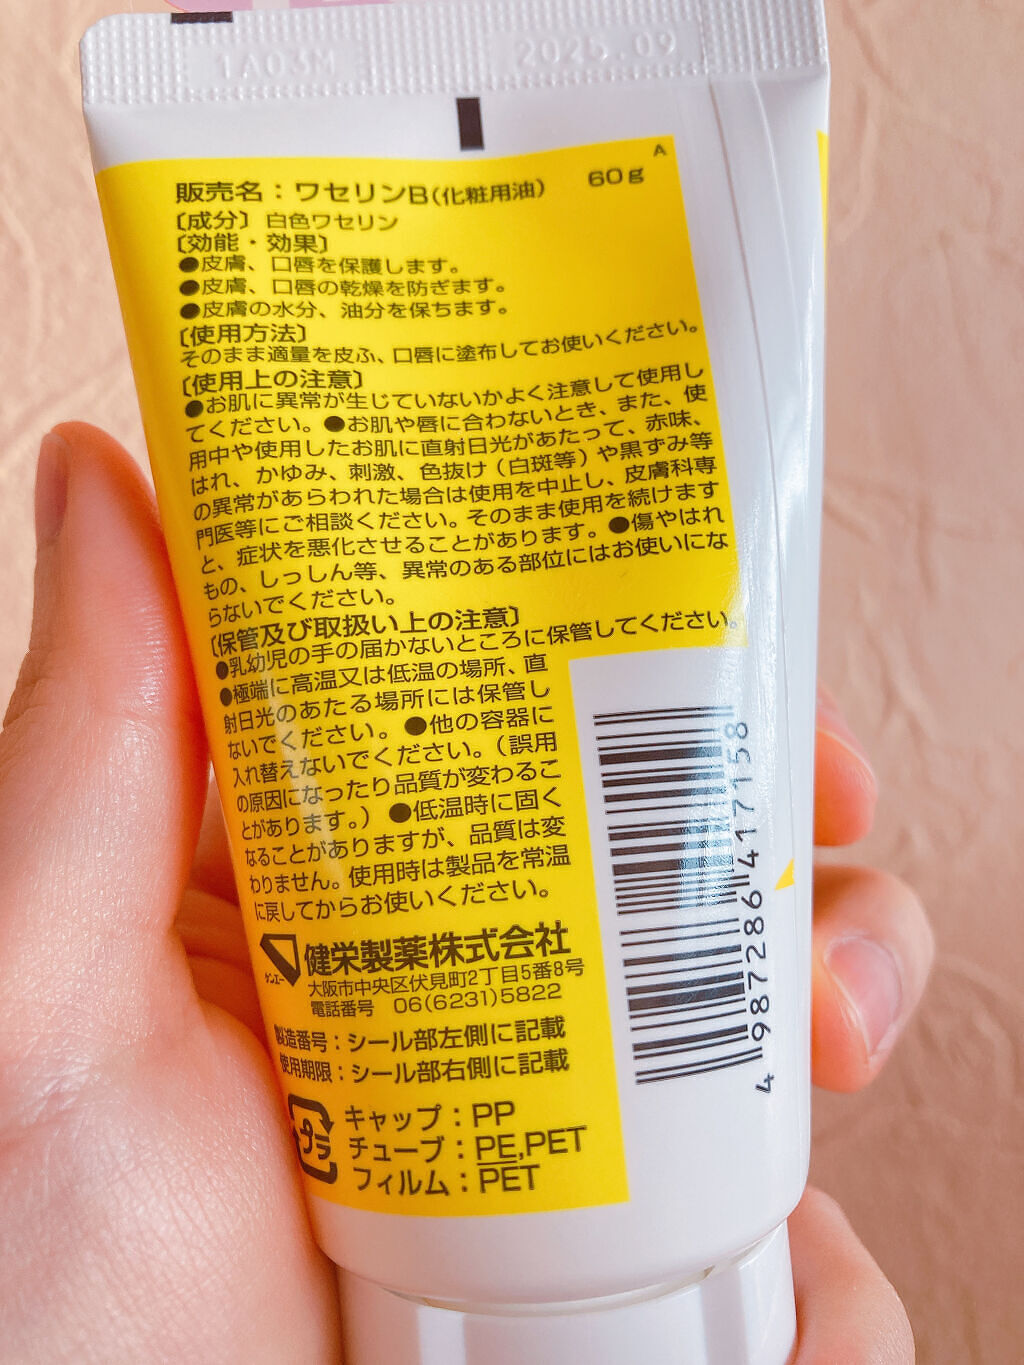 1A03M
2025.09
A
販売名：ワセリンB（化粧用油） 60g
〔成分〕白色ワセリン
〔効能・効果〕
●皮膚、口唇を保護します。
●皮膚、口唇の乾燥を防ぎます。
●皮膚の水分、油分を保ちます。
〔使用方法〕
そのまま適量を皮ふ、口唇に塗布してお使いください。
〔使用上の注意〕
●お肌に異常が生じていないかよく注意して使用し
てください。●お肌や唇に合わないとき、また、使
用中や使用したお肌に直射日光があたって、赤味、
はれ、かゆみ、刺激、色抜け（白斑等）や黒ずみ等
の異常があらわれた場合は使用を中止し、皮膚科専
門医等にご相談ください。そのまま使用を続けます
と、症状を悪化させることがあります。●傷やはれ
もの、しっしん等、異常のある部位にはお使いにな
らないでください。
〔保管及び取扱い上の注意〕
●乳幼児の手の届かないところに保管してください。
●極端に高温又は低温の場所、直
射日光のあたる場所には保管し
ないでください。●他の容器に
入れ替えないでください。（誤用
の原因になったり品質が変わるこ
とがあります。）●低温時に固く
なることがありますが、品質は変
わりません。使用時は製品を常温
に戻してからお使いください。
ケンエー 健栄製薬株式会社
大阪市中央区伏見町2丁目5番8号
電話番号 06(6231)5822
製造番号：シール部左側に記載
使用期限：シール部右側に記載
プラ
キャップ：PP
チューブ：PE,PET
フィルム：PET
4 987286 417158